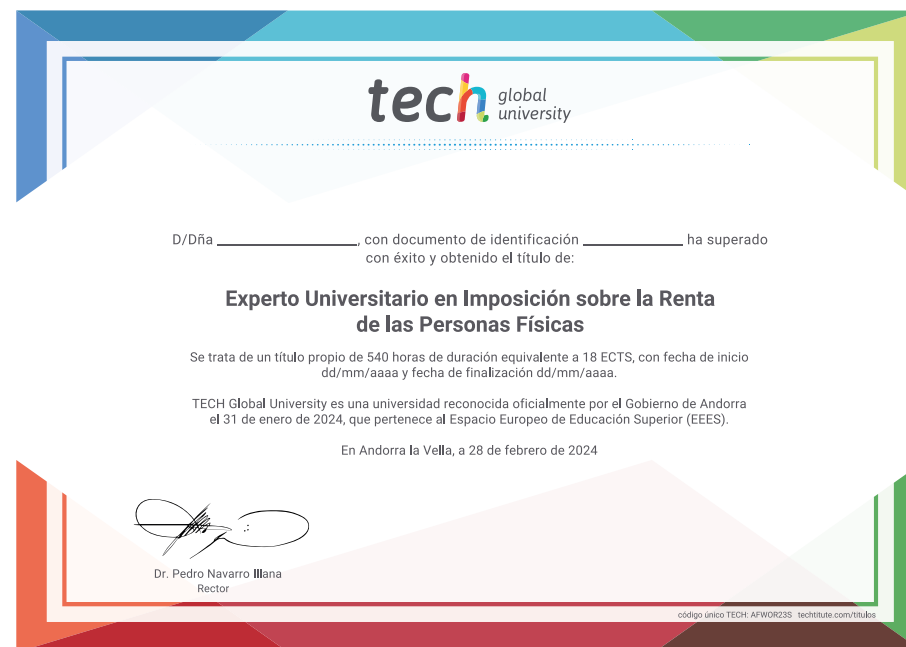 tech global university
D/Dña ____________, con documento de identificación ____________ ha superado
con éxito y obtenido el título de:
Experto Universitario en Imposición sobre la Renta
de las Personas Físicas
Se trata de un título propio de 540 horas de duración equivalente a 18 ECTS, con fecha de inicio
dd/mm/aaaa y fecha de finalización dd/mm/aaaa.
TECH Global University es una universidad reconocida oficialmente por el Gobierno de Andorra
el 31 de enero de 2024, que pertenece al Espacio Europeo de Educación Superior (EEES).
En Andorra la Vella, a 28 de febrero de 2024
Dr. Pedro Navarro Illana
Rector
código único TECH: AFWOR23S techtitute.com/titulos